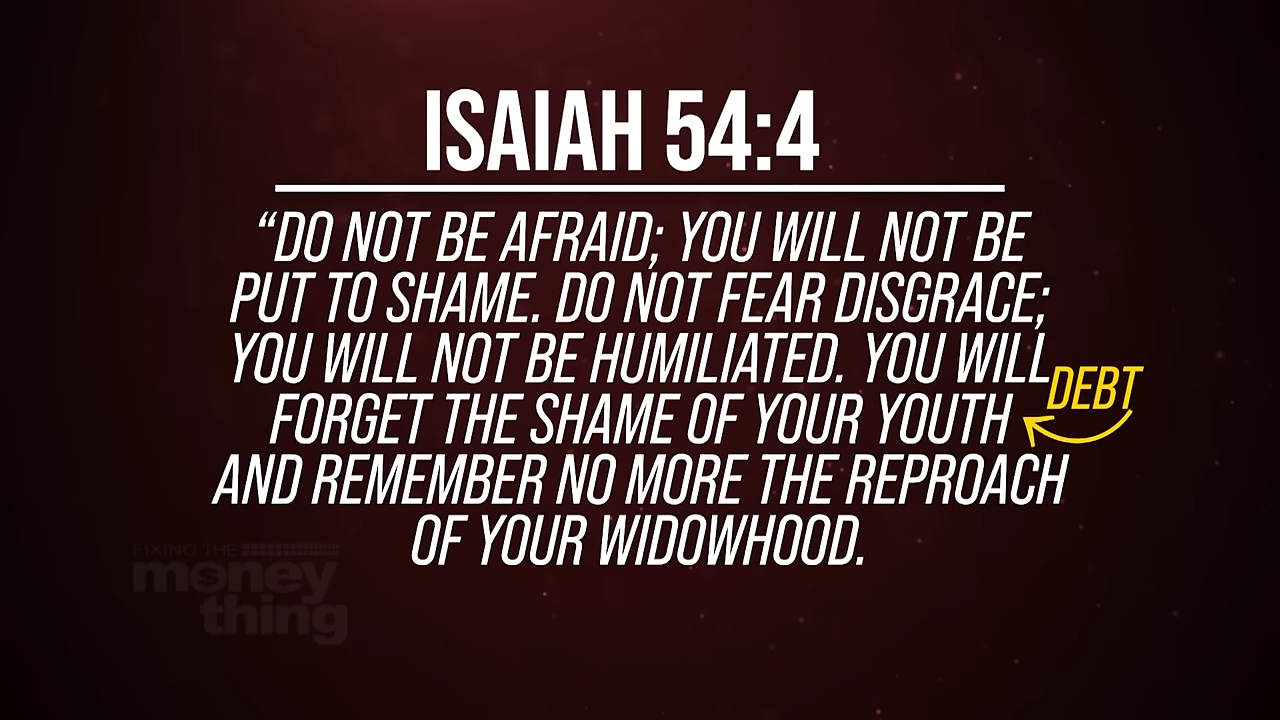 ISAIAH 54:4
“DO NOT BE AFRAID; YOU WILL NOT BE
PUT TO SHAME. DO NOT FEAR DISGRACE;
YOU WILL NOT BE HUMILIATED. YOU WILL
DEBT
FORGET THE SHAME OF YOUR YOUTH
AND REMEMBER NO MORE THE REPROACH
OF YOUR WIDOWHOOD.
FIXING THE
money
thing